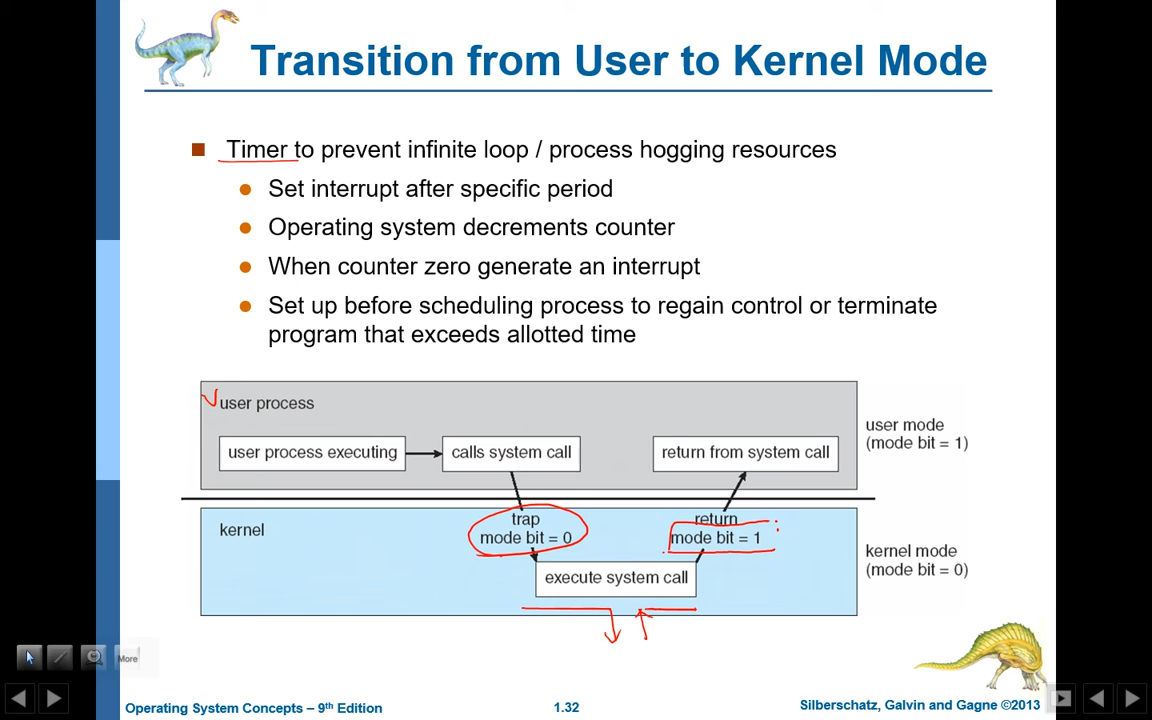 Transition from User to Kernel Mode
Timer to prevent infinite loop / process hogging resources
Set interrupt after specific period
Operating system decrements counter
When counter zero generate an interrupt
Set up before scheduling process to regain control or terminate
program that exceeds allotted time
user process
user process executing
calls system call
return from system call
user mode
(mode bit = 1)
kernel
trap
mode bit = 0
return
mode bit = 1
execute system call
kernel mode
(mode bit = 0)
More
Operating System Concepts – 9th Edition
1.32
Silberschatz, Galvin and Gagne ©2013